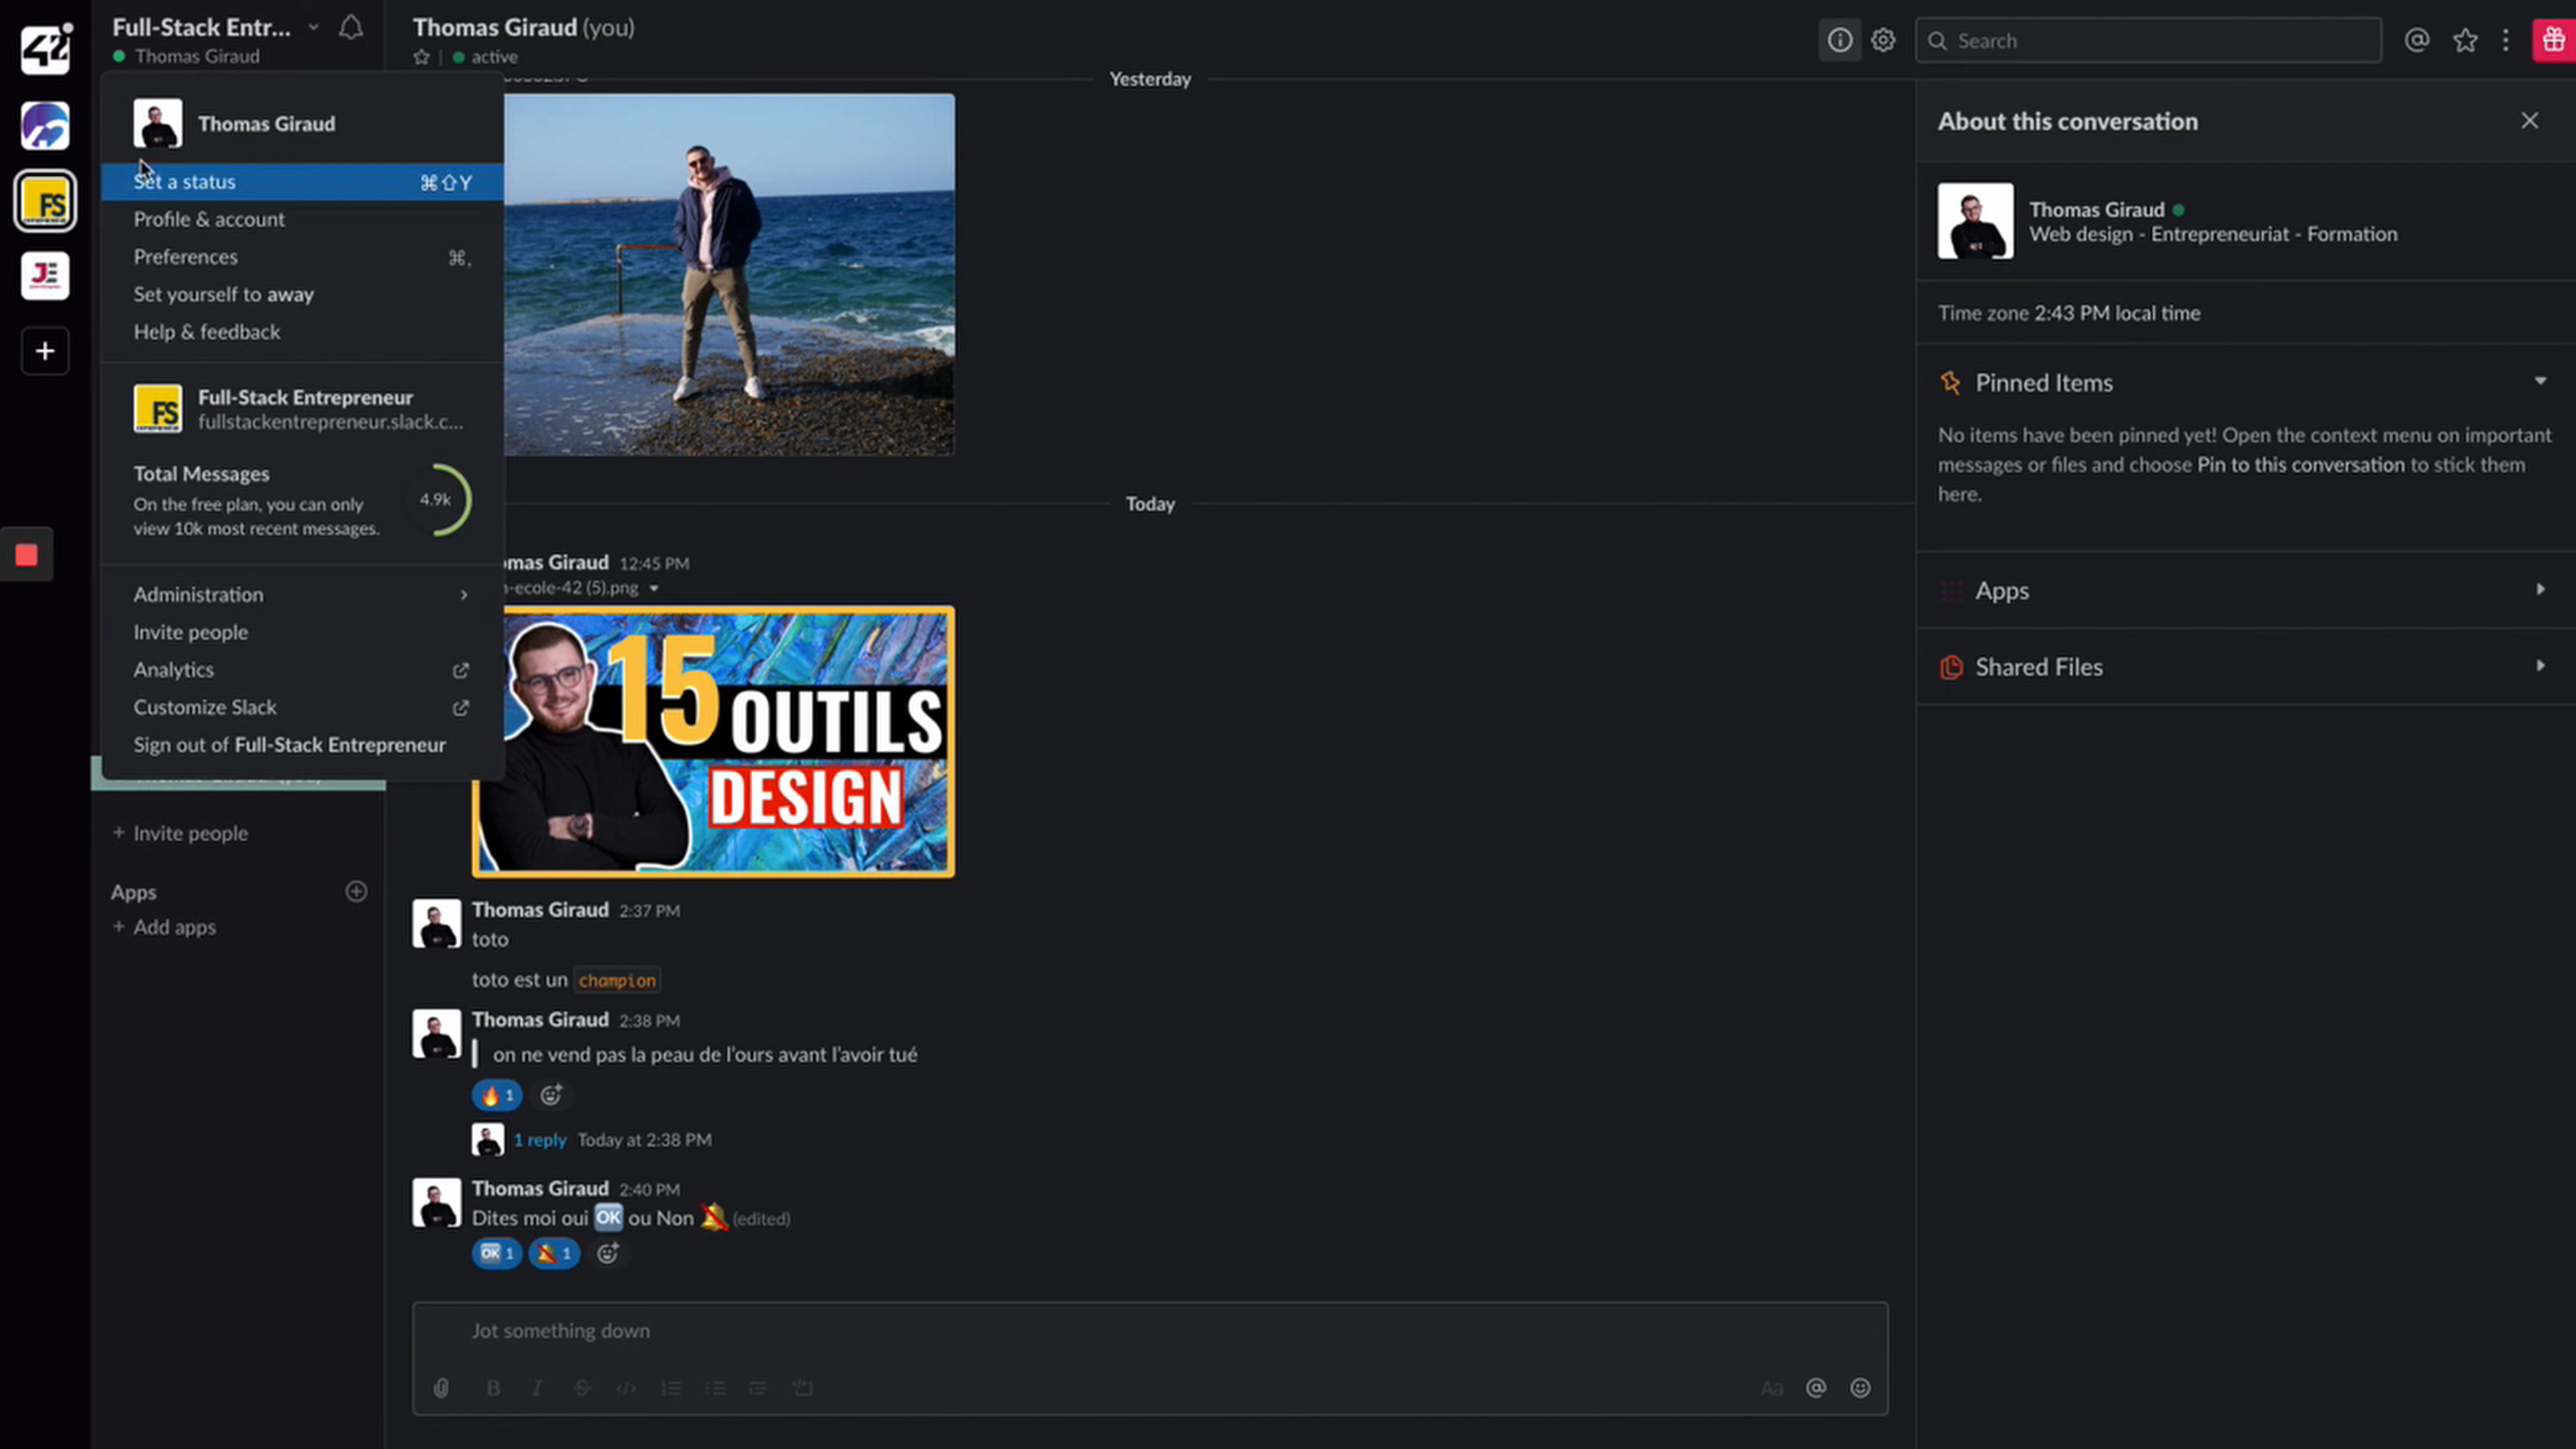 Full-Stack Entr...
Thomas Giraud
Thomas Giraud (you)
active
Search
42
FS
JE
Thomas Giraud
Set a status ⌘⇧Y
Profile & account
Preferences ⌘,
Set yourself to away
Help & feedback
FS
Full-Stack Entrepreneur
fullstackentrepreneur.slack.c...
Total Messages
On the free plan, you can only
view 10k most recent messages.
4.9k
Administration
Invite people
Analytics
Customize Slack
Sign out of Full-Stack Entrepreneur
+ Invite people
Apps
+ Add apps
Yesterday
Today
omas Giraud 12:45 PM
-ecole-42 (5).png
15 OUTILS
DESIGN
Thomas Giraud 2:37 PM
toto
toto est un champion
Thomas Giraud 2:38 PM
on ne vend pas la peau de l'ours avant l'avoir tué
🔥 1
1 reply Today at 2:38 PM
Thomas Giraud 2:40 PM
Dites moi oui 🆗 ou Non 🔕 (edited)
🆗 1 🔕 1
Jot something down
B I S </> Aa @
About this conversation
Thomas Giraud
Web design - Entrepreneuriat - Formation
Time zone 2:43 PM local time
Pinned Items
No items have been pinned yet! Open the context menu on important
messages or files and choose Pin to this conversation to stick them
here.
Apps
Shared Files